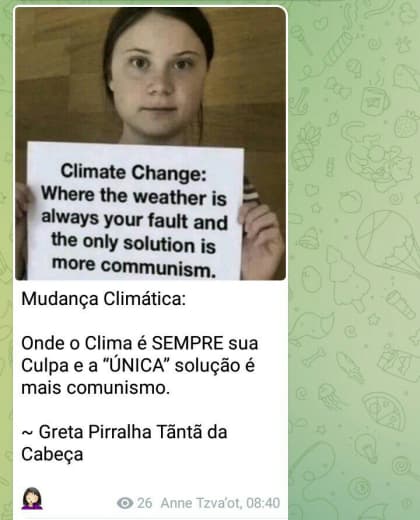 Climate Change:
Where the weather is
always your fault and
the only solution is
more communism.
Mudança Climática:
Onde o Clima é SEMPRE sua
Culpa e a “ÚNICA” solução é
mais comunismo.
~ Greta Pirralha Tãntã da
Cabeça
26 Anne Tzva'ot, 08:40